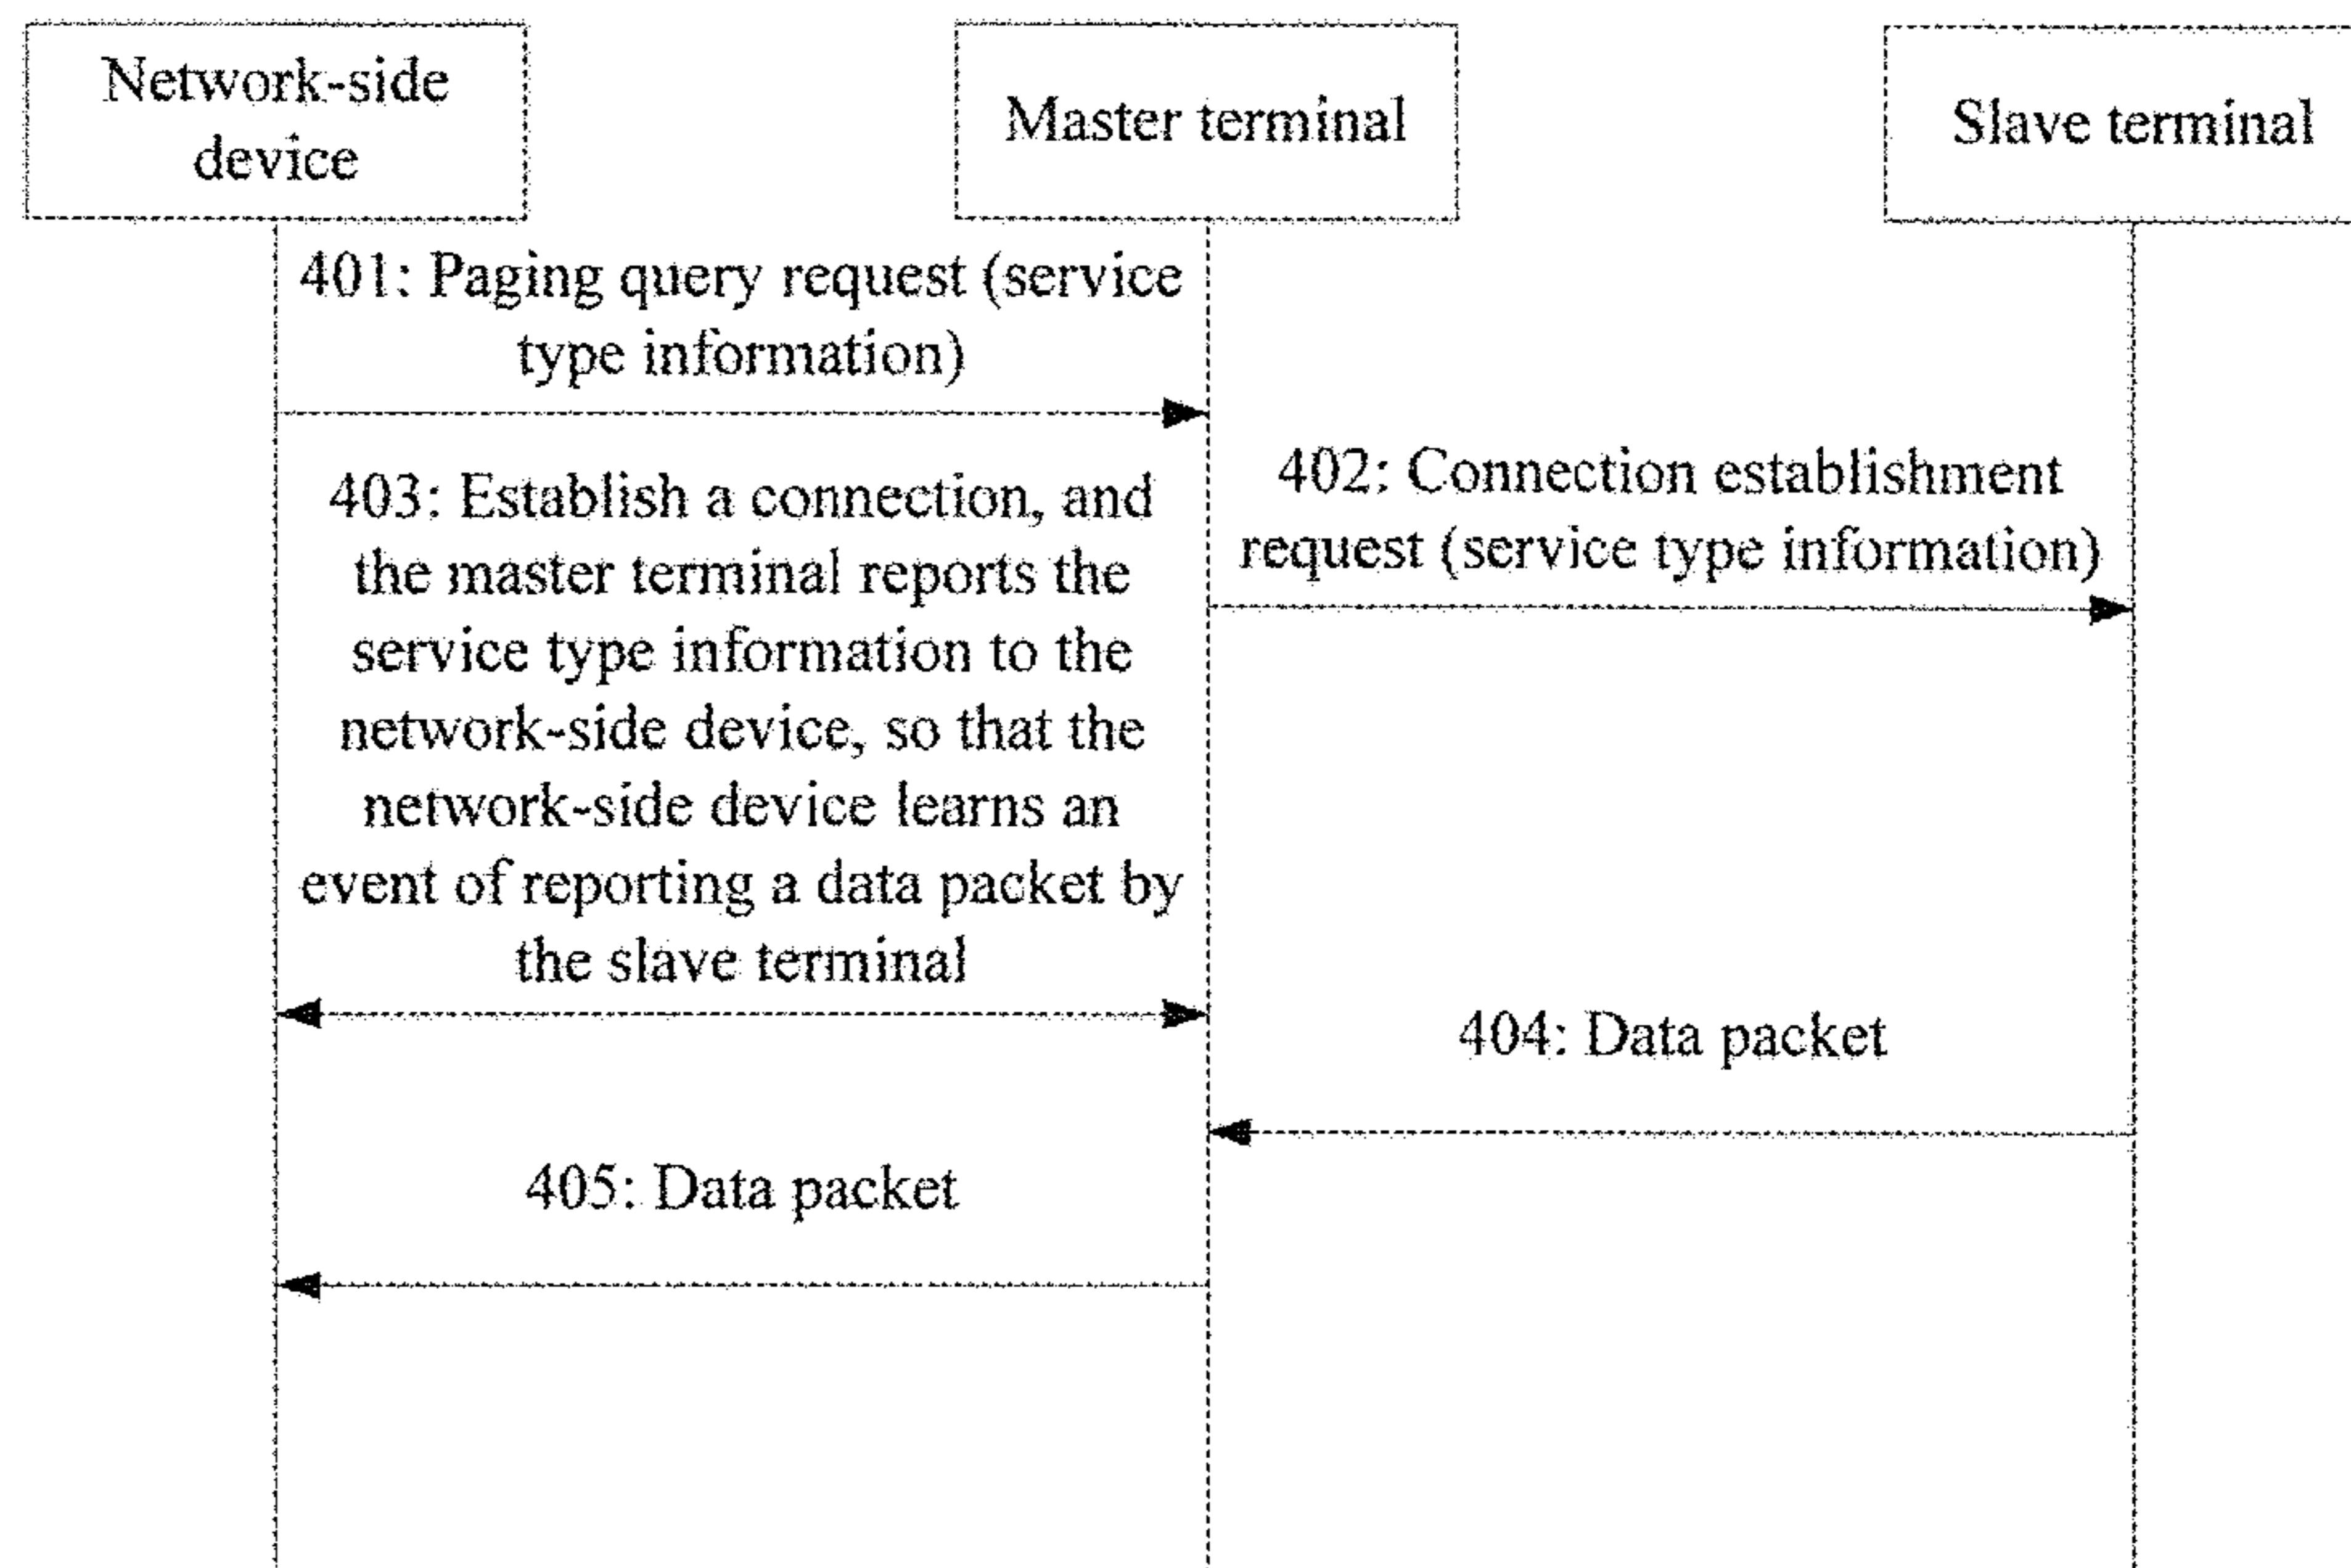 Network-side
device
Master terminal
Slave terminal
401: Paging query request (service
type information)
402: Connection establishment
request (service type information)
403: Establish a connection, and
the master terminal reports the
service type information to the
network-side device, so that the
network-side device learns an
event of reporting a data packet by
the slave terminal
404: Data packet
405: Data packet